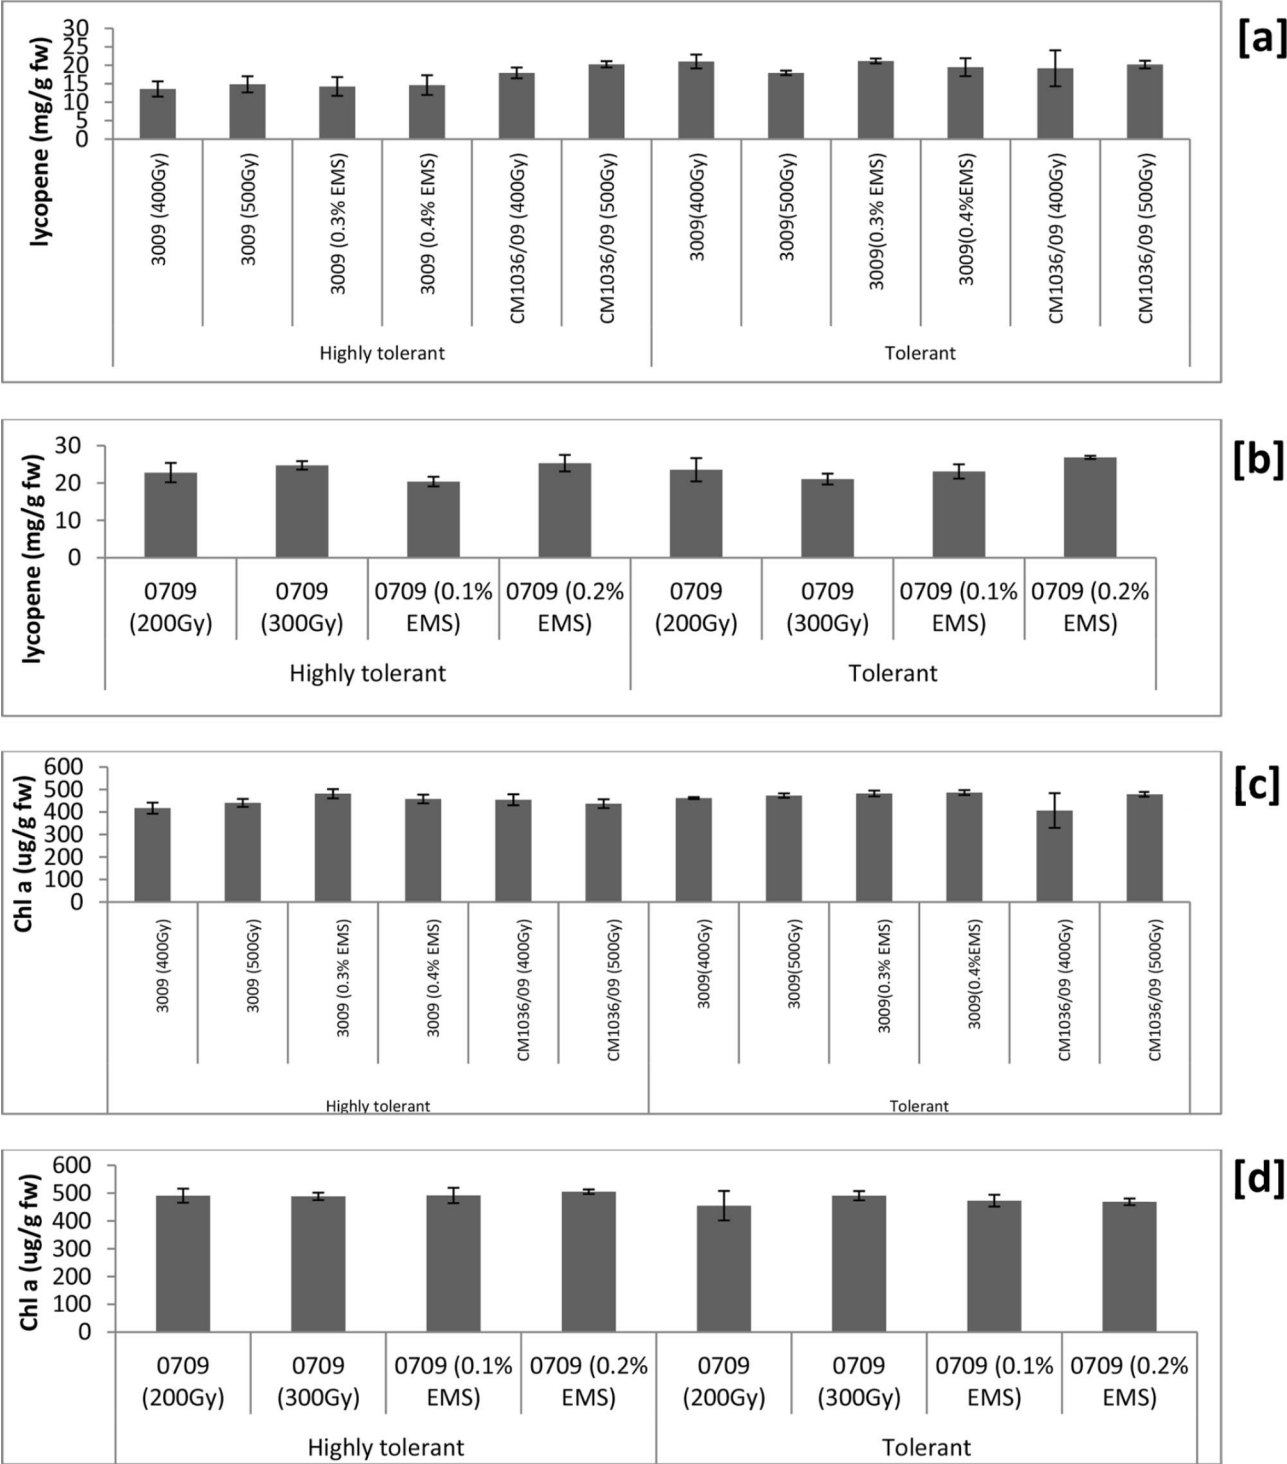 [a]
lycopene (mg/g fw)
30
25
20
15
10
5
0
3009 (400Gy)
3009 (500Gy)
3009 (0.3% EMS)
3009 (0.4% EMS)
CM1036/09 (400Gy)
CM1036/09 (500Gy)
3009(400Gy)
3009(500Gy)
3009(0.3% EMS)
3009(0.4%EMS)
CM1036/09 (400Gy)
CM1036/09 (500Gy)
Highly tolerant
Tolerant
[b]
lycopene (mg/g fw)
30
20
10
0
0709
(200Gy)
0709
(300Gy)
0709 (0.1%
EMS)
0709 (0.2%
EMS)
0709
(200Gy)
0709
(300Gy)
0709 (0.1%
EMS)
0709 (0.2%
EMS)
Highly tolerant
Tolerant
[c]
Chl a (ug/g fw)
600
500
400
300
200
100
0
3009 (400Gy)
3009 (500Gy)
3009 (0.3% EMS)
3009 (0.4% EMS)
CM1036/09 (400Gy)
CM1036/09 (500Gy)
3009(400Gy)
3009(500Gy)
3009(0.3% EMS)
3009(0.4%EMS)
CM1036/09 (400Gy)
CM1036/09 (500Gy)
Highly tolerant
Tolerant
[d]
Chl a (ug/g fw)
600
500
400
300
200
100
0
0709
(200Gy)
0709
(300Gy)
0709 (0.1%
EMS)
0709 (0.2%
EMS)
0709
(200Gy)
0709
(300Gy)
0709 (0.1%
EMS)
0709 (0.2%
EMS)
Highly tolerant
Tolerant